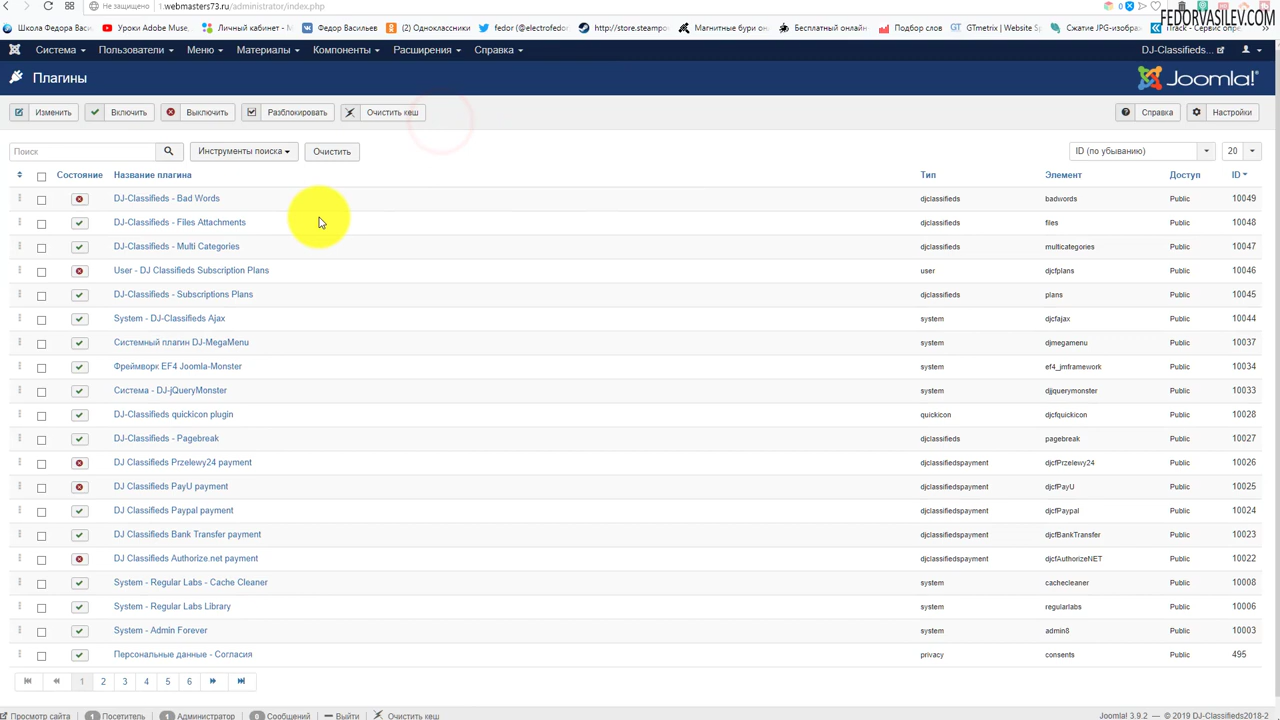 Не защищено
1.webmasters73.ru/administrator/index.php
FEDORVASILEV.COM
Школа Федора Васил
Уроки Adobe Muse,
Личный кабинет - М
Федор Васильев
(2) Одноклассники
fedor (@electrofedo
http://store.steampo
Магнитные бури он
Бесплатный онлайн
Подбор слов
GTmetrix | Website S
Сжатие JPG-изображ
iTrack - Сервис опре
Система
Пользователи
Меню
Материалы
Компоненты
Расширения
Справка
DJ-Classifieds...
Плагины
Joomla!
Изменить
Включить
Выключить
Разблокировать
Очистить кеш
Справка
Настройки
Поиск
Инструменты поиска
Очистить
ID (по убыванию)
20
Состояние Название плагина Тип Элемент Доступ ID
DJ-Classifieds - Bad Words djclassifieds badwords Public 10049
DJ-Classifieds - Files Attachments djclassifieds files Public 10048
DJ-Classifieds - Multi Categories djclassifieds multicategories Public 10047
User - DJ Classifieds Subscription Plans user djcfplans Public 10046
DJ-Classifieds - Subscriptions Plans djclassifieds plans Public 10045
System - DJ-Classifieds Ajax system djcfajax Public 10044
Системный плагин DJ-MegaMenu system djmegamenu Public 10037
Фреймворк EF4 Joomla-Monster system ef4_jmframework Public 10034
Система - DJ-jQueryMonster system djjquerymonster Public 10033
DJ-Classifieds quickicon plugin quickicon djcfquickicon Public 10028
DJ-Classifieds - Pagebreak djclassifieds pagebreak Public 10027
DJ Classifieds Przelewy24 payment djclassifiedspayment djcfPrzelewy24 Public 10026
DJ Classifieds PayU payment djclassifiedspayment djcfPayU Public 10025
DJ Classifieds Paypal payment djclassifiedspayment djcfPaypal Public 10024
DJ Classifieds Bank Transfer payment djclassifiedspayment djcfBankTransfer Public 10023
DJ Classifieds Authorize.net payment djclassifiedspayment djcfAuthorizeNET Public 10022
System - Regular Labs - Cache Cleaner system cachecleaner Public 10008
System - Regular Labs Library system regularlabs Public 10006
System - Admin Forever system admin8 Public 10003
Персональные данные - Согласия privacy consents Public 495
1 2 3 4 5 6
Просмотр сайта 1 Посетитель 1 Администратор 0 Сообщений Выйти Очистить кеш
Joomla! 3.9.2 — © 2019 DJ-Classifieds2018-2